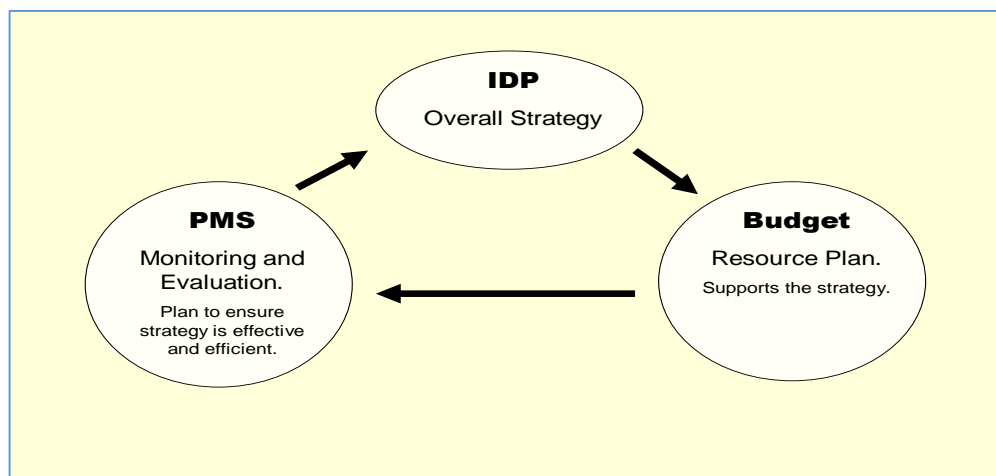 IDP
Overall Strategy
PMS
Monitoring and
Evaluation.
Plan to ensure
strategy is effective
and efficient.
Budget
Resource Plan.
Supports the strategy.